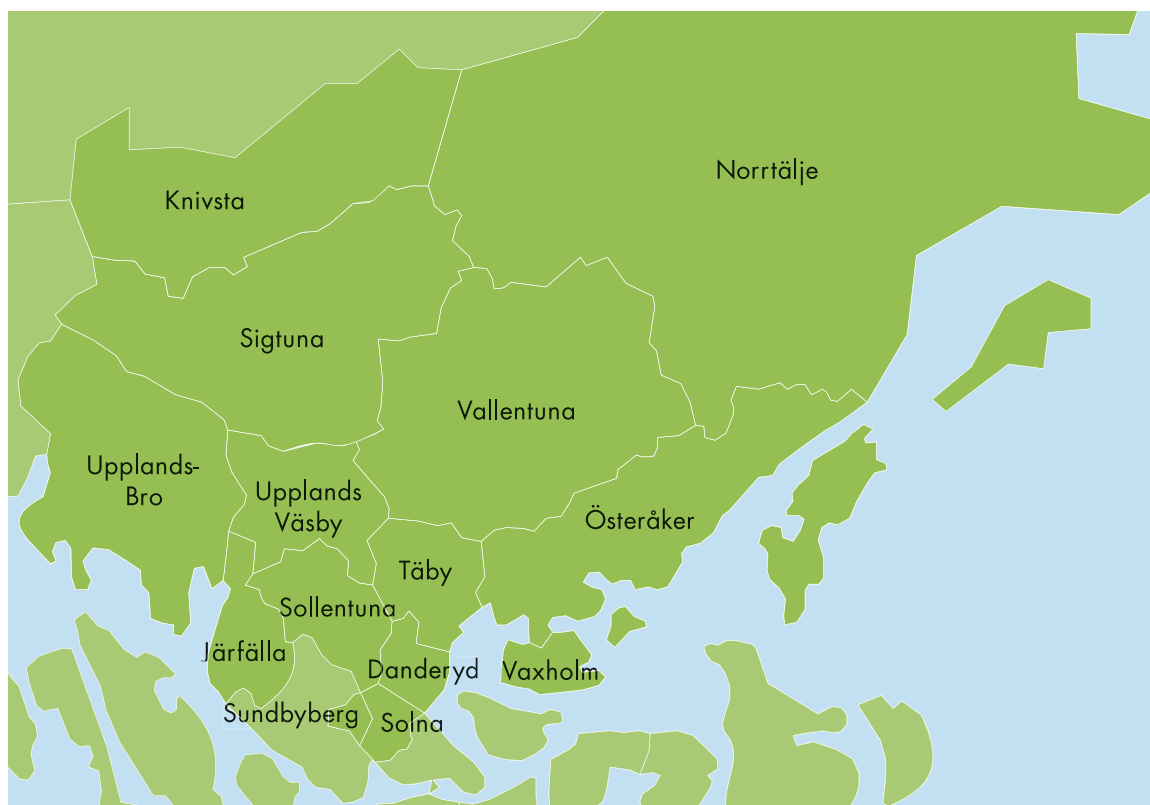 Norrtälje
Knivsta
Sigtuna
Vallentuna
Upplands-
Bro
Upplands
Väsby
Österåker
Täby
Sollentuna
Järfälla
Danderyd
Vaxholm
Sundbyberg
Solna